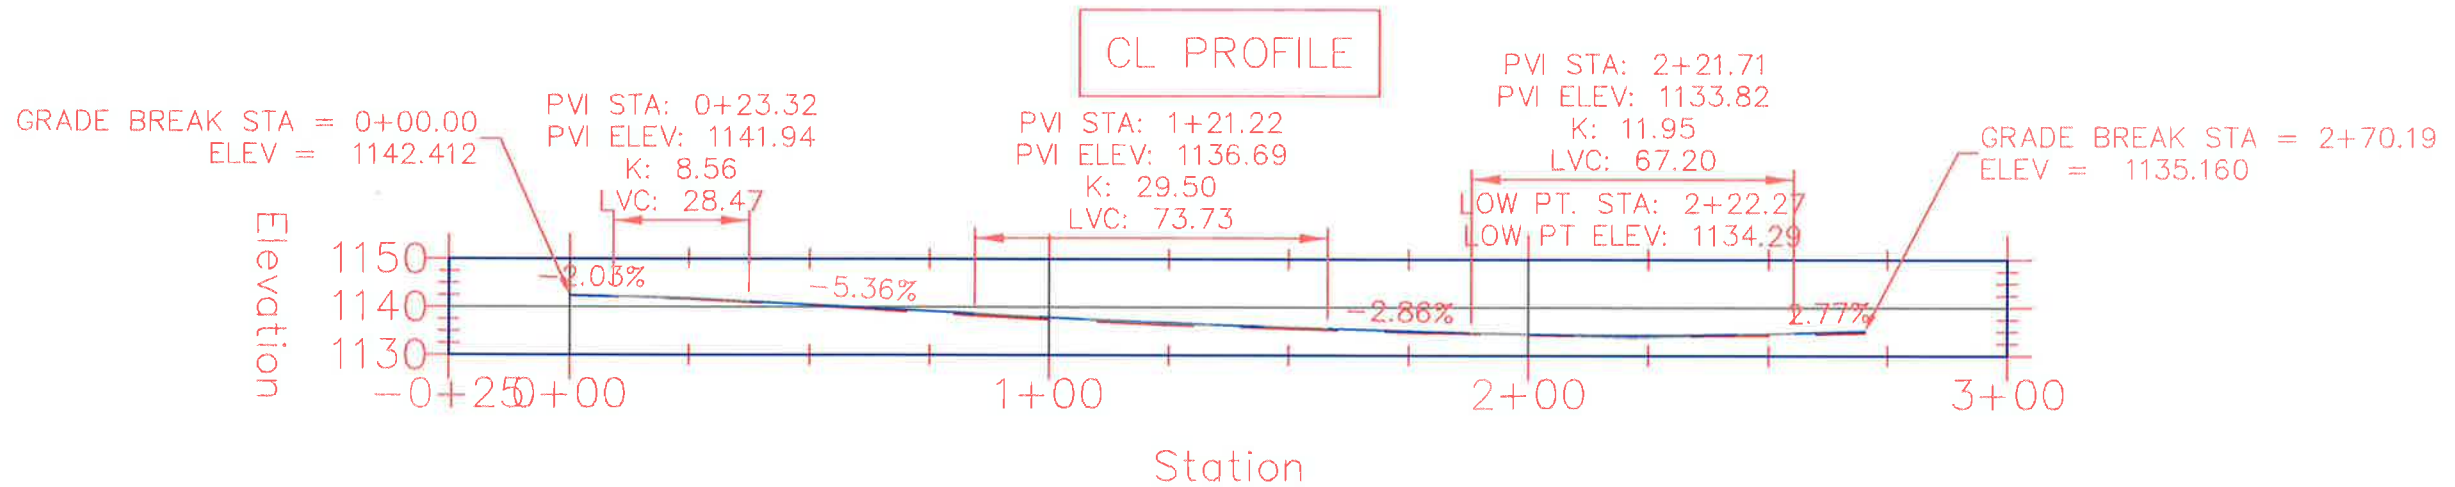 CL PROFILE
GRADE BREAK STA = 0+00.00
ELEV = 1142.412
PVI STA: 0+23.32
PVI ELEV: 1141.94
K: 8.56
LVC: 28.47
PVI STA: 1+21.22
PVI ELEV: 1136.69
K: 29.50
LVC: 73.73
PVI STA: 2+21.71
PVI ELEV: 1133.82
K: 11.95
LVC: 67.20
LOW PT. STA: 2+22.27
LOW PT ELEV: 1134.29
GRADE BREAK STA = 2+70.19
ELEV = 1135.160
Elevation
1150
1140
1130
-2.03%
-5.36%
-2.86%
2.77%
-0+25
0+00
1+00
2+00
3+00
Station